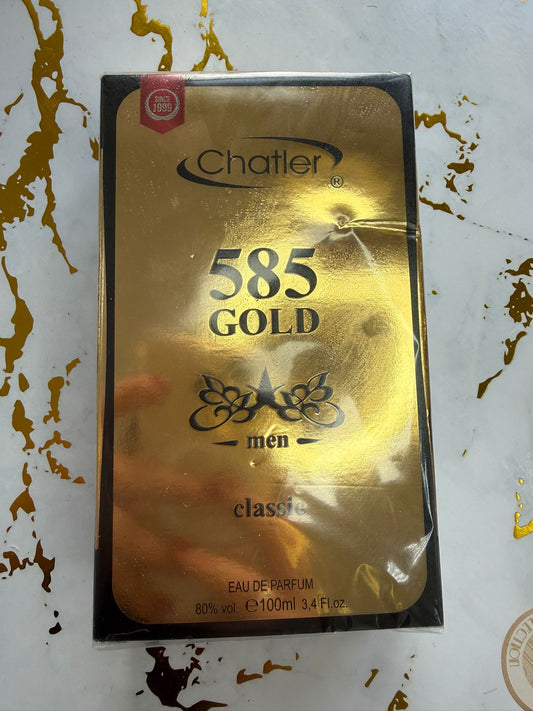 SINCE
1999
Chatler
®
585
GOLD
men
classic
EAU DE PARFUM
80% vol. ℮100ml 3,4 Fl.oz.